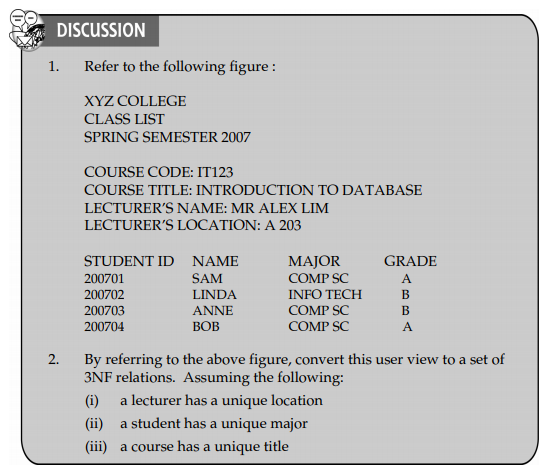 DISCUSSION
1. Refer to the following figure :
XYZ COLLEGE
CLASS LIST
SPRING SEMESTER 2007
COURSE CODE: IT123
COURSE TITLE: INTRODUCTION TO DATABASE
LECTURER'S NAME: MR ALEX LIM
LECTURER'S LOCATION: A 203
STUDENT ID NAME MAJOR GRADE
200701 SAM COMP SC A
200702 LINDA INFO TECH B
200703 ANNE COMP SC B
200704 BOB COMP SC A
2. By referring to the above figure, convert this user view to a set of
3NF relations. Assuming the following:
(i) a lecturer has a unique location
(ii) a student has a unique major
(iii) a course has a unique title